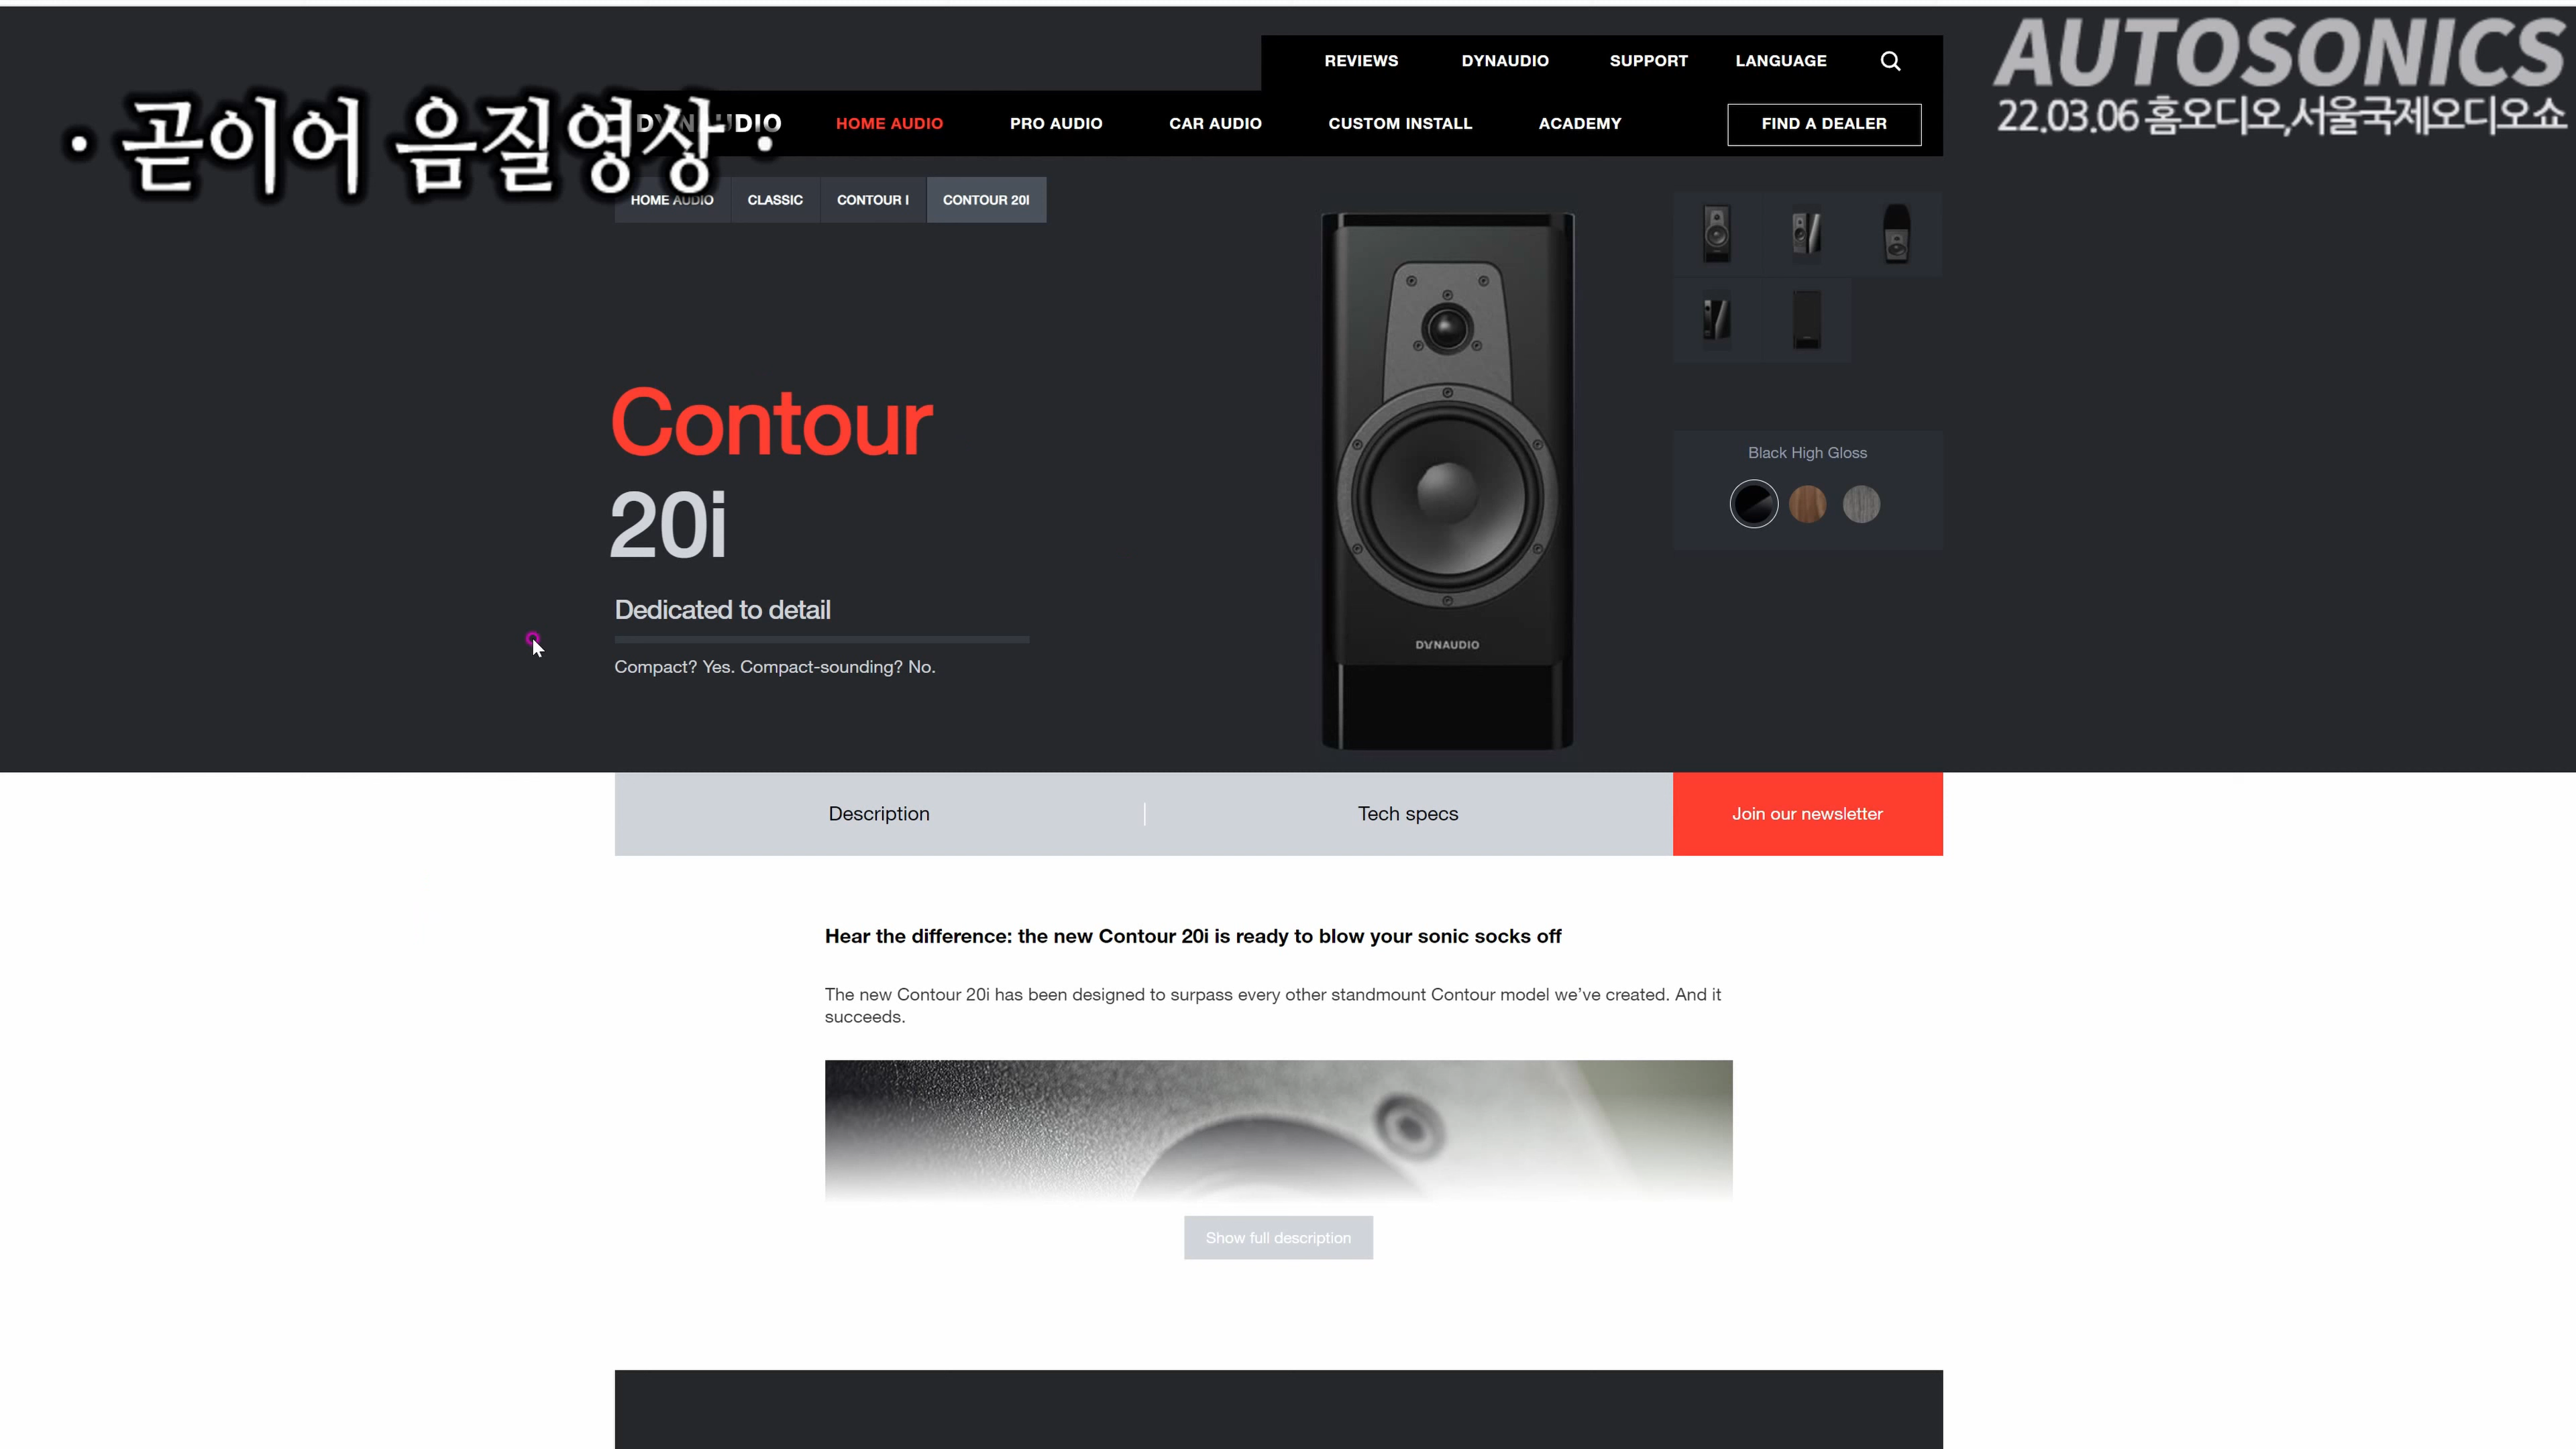 AUTOSONICS
22.03.06 홈오디오,서울국제오디오쇼
· 곧이어 음질영상 ·
REVIEWS DYNAUDIO SUPPORT LANGUAGE
DYNAUDIO HOME AUDIO PRO AUDIO CAR AUDIO CUSTOM INSTALL ACADEMY FIND A DEALER
HOME AUDIO CLASSIC CONTOUR I CONTOUR 20I
Contour
20i
Dedicated to detail
Compact? Yes. Compact-sounding? No.
DYNAUDIO
Black High Gloss
Description Tech specs Join our newsletter
Hear the difference: the new Contour 20i is ready to blow your sonic socks off
The new Contour 20i has been designed to surpass every other standmount Contour model we’ve created. And it
succeeds.
Show full description